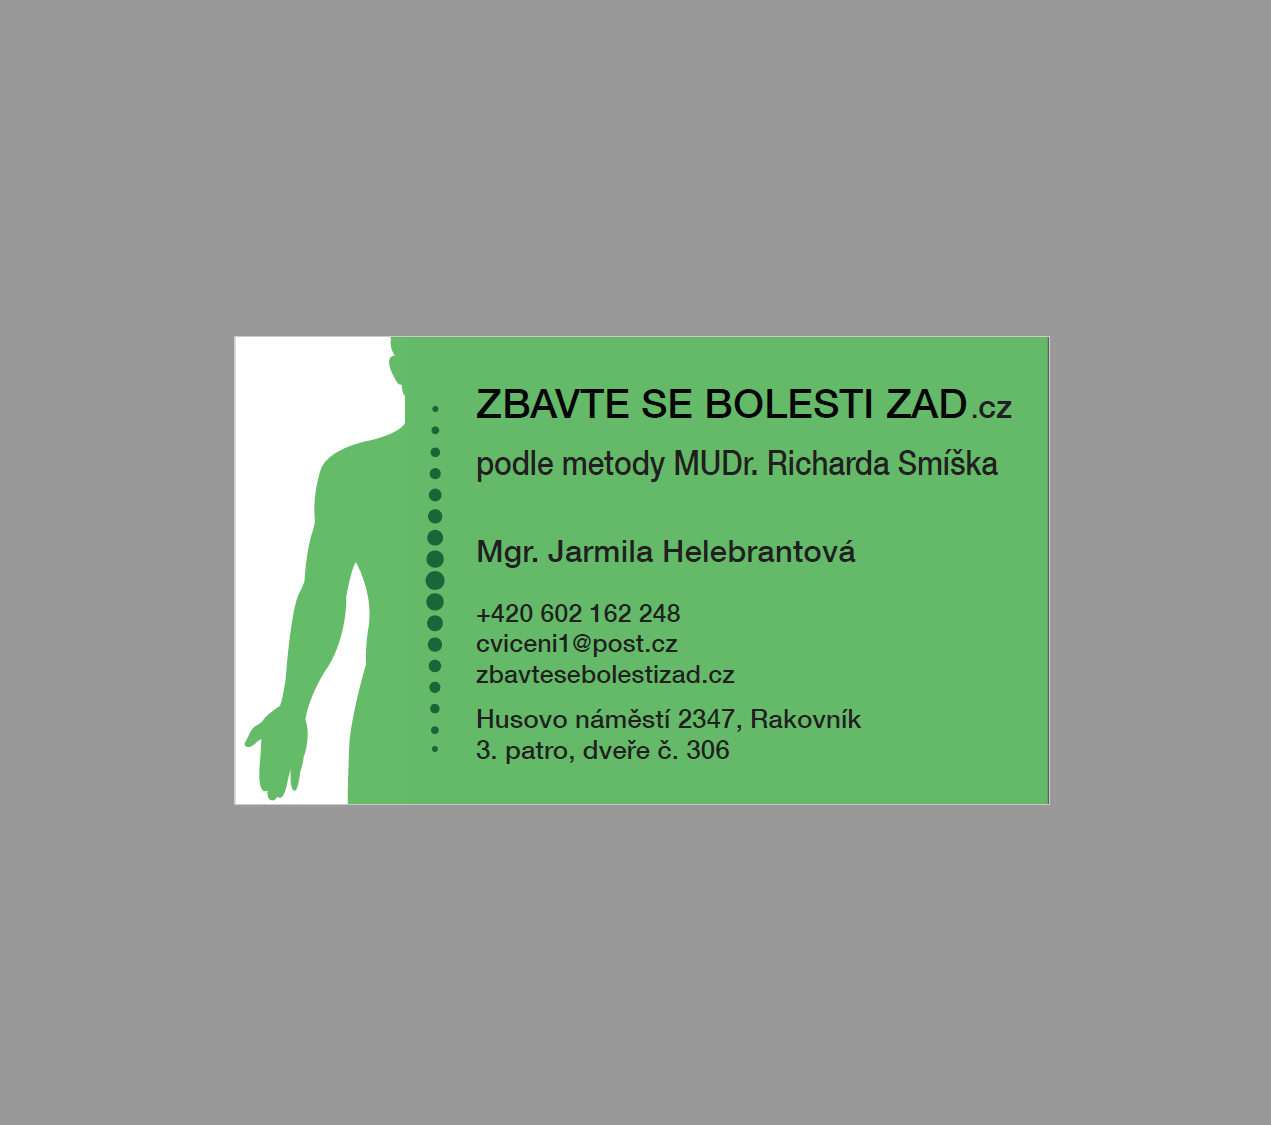 ZBAVTE SE BOLESTI ZAD.cz
podle metody MUDr. Richarda Smíška
Mgr. Jarmila Helebrantová
+420 602 162 248
cviceni1@post.cz
zbavtesebolestizad.cz
Husovo náměstí 2347, Rakovník
3. patro, dveře č. 306